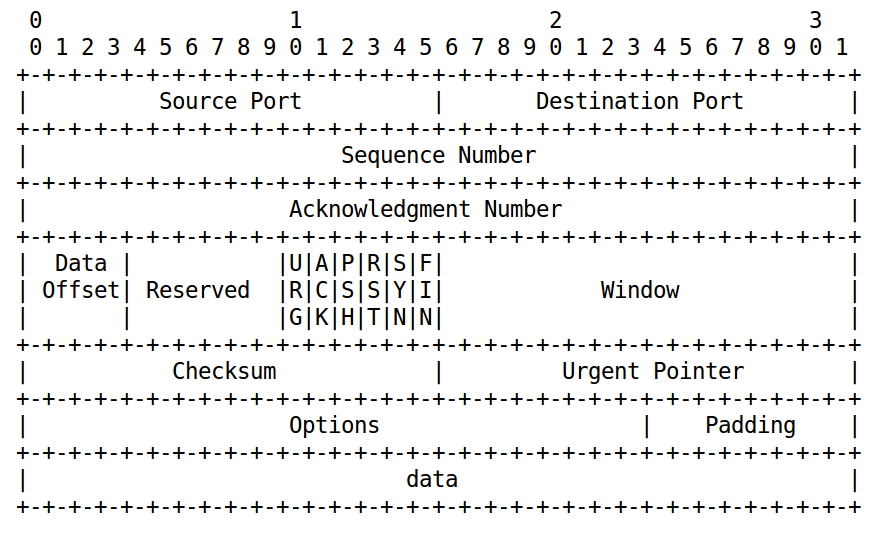 0                   1                   2                   3
 0 1 2 3 4 5 6 7 8 9 0 1 2 3 4 5 6 7 8 9 0 1 2 3 4 5 6 7 8 9 0 1
+-+-+-+-+-+-+-+-+-+-+-+-+-+-+-+-+-+-+-+-+-+-+-+-+-+-+-+-+-+-+-+-+
|          Source Port          |       Destination Port        |
+-+-+-+-+-+-+-+-+-+-+-+-+-+-+-+-+-+-+-+-+-+-+-+-+-+-+-+-+-+-+-+-+
|                        Sequence Number                        |
+-+-+-+-+-+-+-+-+-+-+-+-+-+-+-+-+-+-+-+-+-+-+-+-+-+-+-+-+-+-+-+-+
|                    Acknowledgment Number                      |
+-+-+-+-+-+-+-+-+-+-+-+-+-+-+-+-+-+-+-+-+-+-+-+-+-+-+-+-+-+-+-+-+
|  Data |           |U|A|P|R|S|F|                               |
| Offset| Reserved  |R|C|S|S|Y|I|            Window             |
|       |           |G|K|H|T|N|N|                               |
+-+-+-+-+-+-+-+-+-+-+-+-+-+-+-+-+-+-+-+-+-+-+-+-+-+-+-+-+-+-+-+-+
|           Checksum            |         Urgent Pointer        |
+-+-+-+-+-+-+-+-+-+-+-+-+-+-+-+-+-+-+-+-+-+-+-+-+-+-+-+-+-+-+-+-+
|                    Options                    |    Padding    |
+-+-+-+-+-+-+-+-+-+-+-+-+-+-+-+-+-+-+-+-+-+-+-+-+-+-+-+-+-+-+-+-+
|                             data                              |
+-+-+-+-+-+-+-+-+-+-+-+-+-+-+-+-+-+-+-+-+-+-+-+-+-+-+-+-+-+-+-+-+